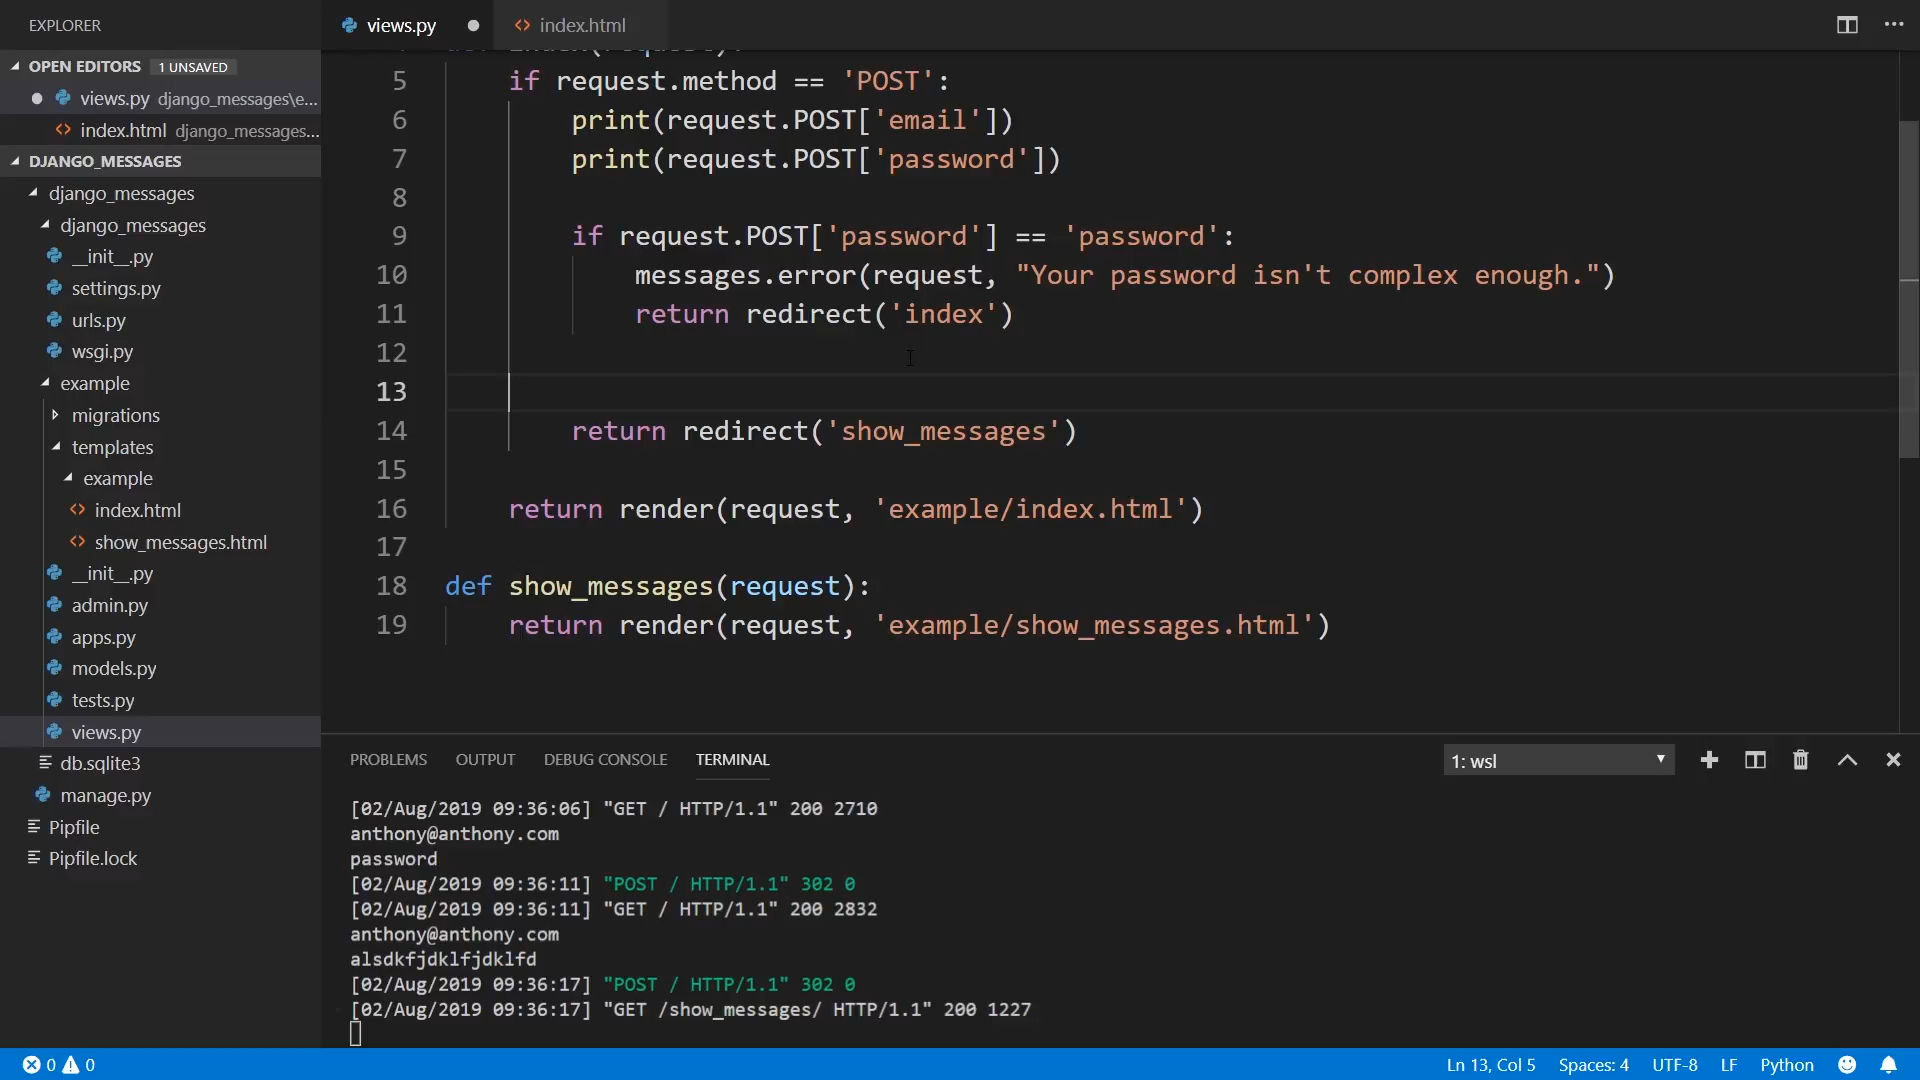 EXPLORER
OPEN EDITORS 1 UNSAVED
views.py django_messages\e...
index.html django_messages...
DJANGO_MESSAGES
django_messages
django_messages
__init__.py
settings.py
urls.py
wsgi.py
example
migrations
templates
example
index.html
show_messages.html
__init__.py
admin.py
apps.py
models.py
tests.py
views.py
db.sqlite3
manage.py
Pipfile
Pipfile.lock
views.py
index.html
5 if request.method == 'POST':
6 print(request.POST['email'])
7 print(request.POST['password'])
8
9 if request.POST['password'] == 'password':
10 messages.error(request, "Your password isn't complex enough.")
11 return redirect('index')
12
13
14 return redirect('show_messages')
15
16 return render(request, 'example/index.html')
17
18 def show_messages(request):
19 return render(request, 'example/show_messages.html')
PROBLEMS OUTPUT DEBUG CONSOLE TERMINAL 1: wsl
[02/Aug/2019 09:36:06] "GET / HTTP/1.1" 200 2710
anthony@anthony.com
password
[02/Aug/2019 09:36:11] "POST / HTTP/1.1" 302 0
[02/Aug/2019 09:36:11] "GET / HTTP/1.1" 200 2832
anthony@anthony.com
alsdkfjdklfjdklfd
[02/Aug/2019 09:36:17] "POST / HTTP/1.1" 302 0
[02/Aug/2019 09:36:17] "GET /show_messages/ HTTP/1.1" 200 1227
0 0 Ln 13, Col 5 Spaces: 4 UTF-8 LF Python